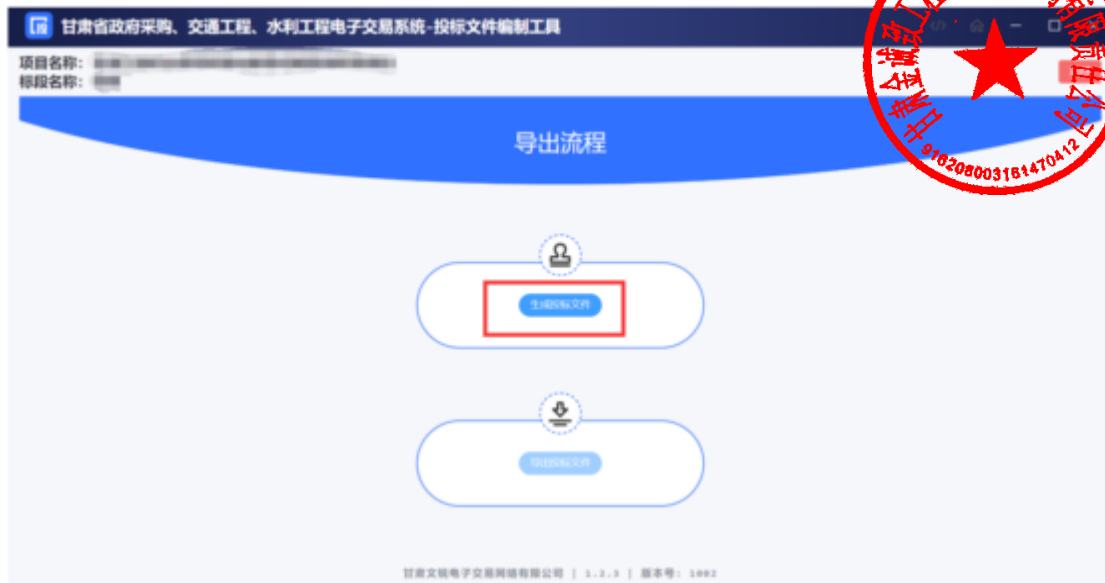 甘肃省政府采购、交通工程、水利工程电子交易系统-投标文件编制工具
项目名称：
标段名称：
导出流程
生成投标文件
导出投标文件
甘肃文锐电子交易网络有限公司 | 1.2.3 | 版本号：1002